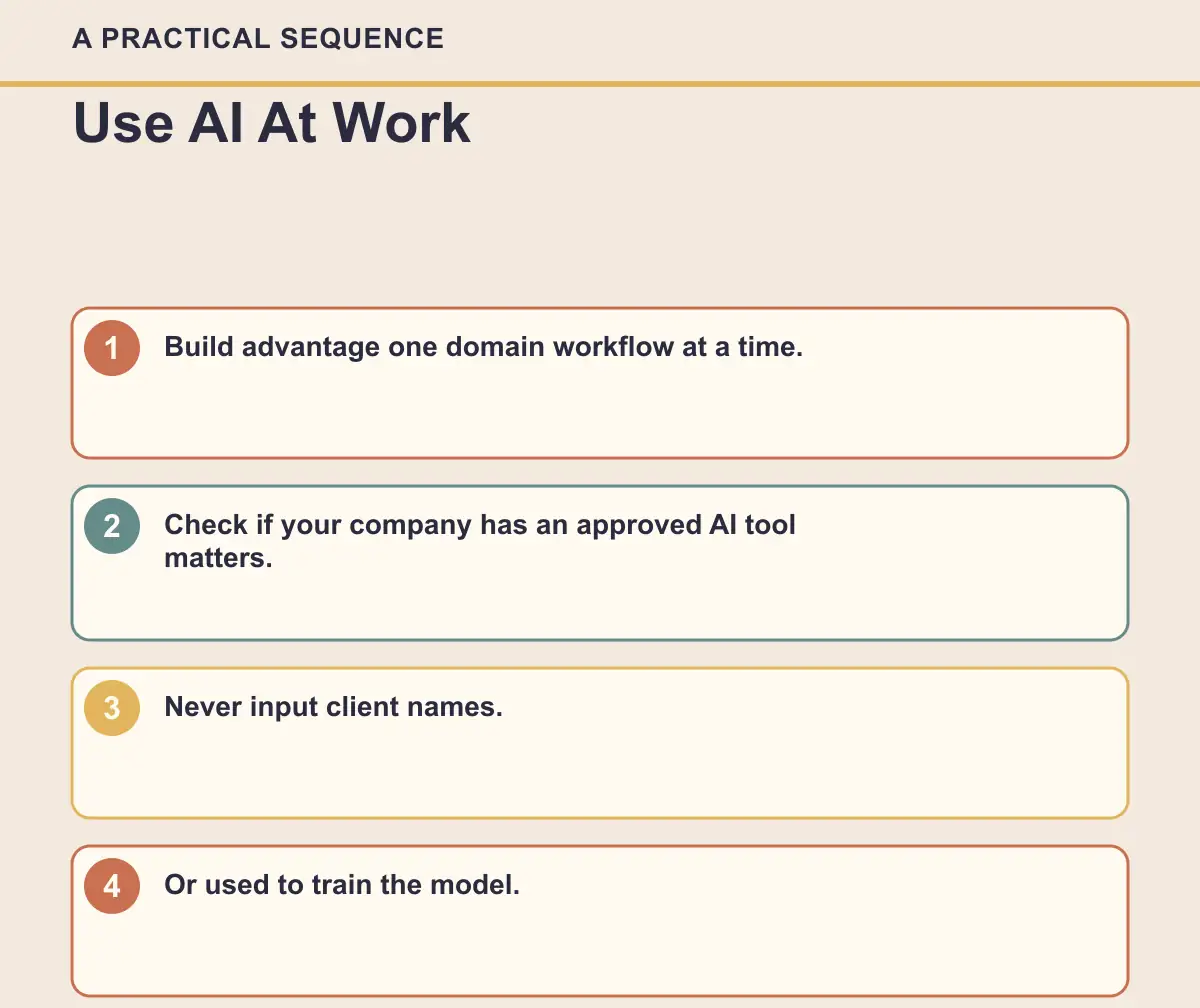 A PRACTICAL SEQUENCE
Use AI At Work
1
Build advantage one domain workflow at a time.
2
Check if your company has an approved AI tool
matters.
3
Never input client names.
4
Or used to train the model.